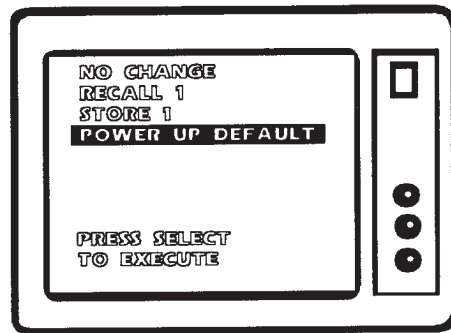 NO CHANGE
RECALL 1
STORE 1
POWER UP DEFAULT
PRESS SELECT
TO EXECUTE